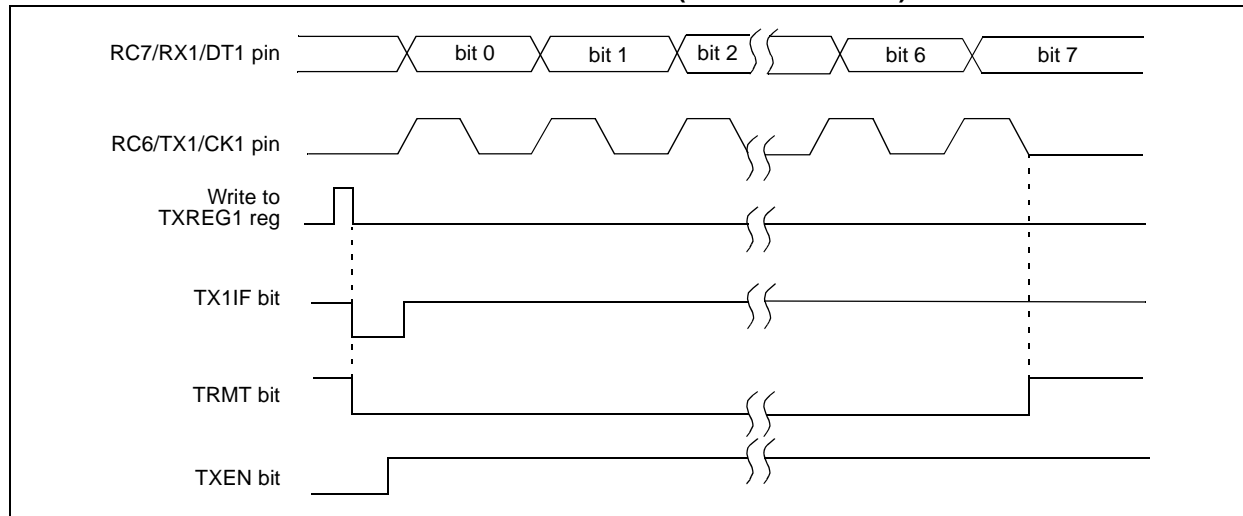 RC7/RX1/DT1 pin
bit 0
bit 1
bit 2
bit 6
bit 7
RC6/TX1/CK1 pin
Write to
TXREG1 reg
TX1IF bit
TRMT bit
TXEN bit